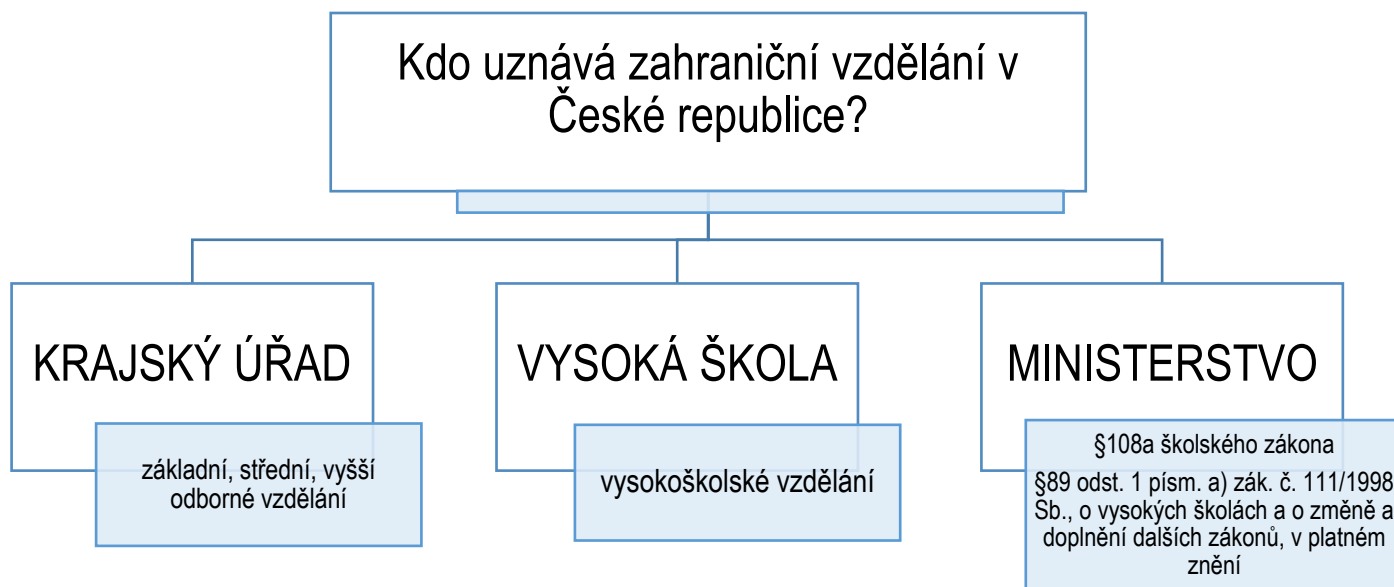 Kdo uznává zahraniční vzdělání v
České republice?
KRAJSKÝ ÚŘAD
základní, střední, vyšší
odborné vzdělání
VYSOKÁ ŠKOLA
vysokoškolské vzdělání
MINISTERSTVO
§108a školského zákona
§89 odst. 1 písm. a) zák. č. 111/1998
Sb., o vysokých školách a o změně a
doplnění dalších zákonů, v platném
znění